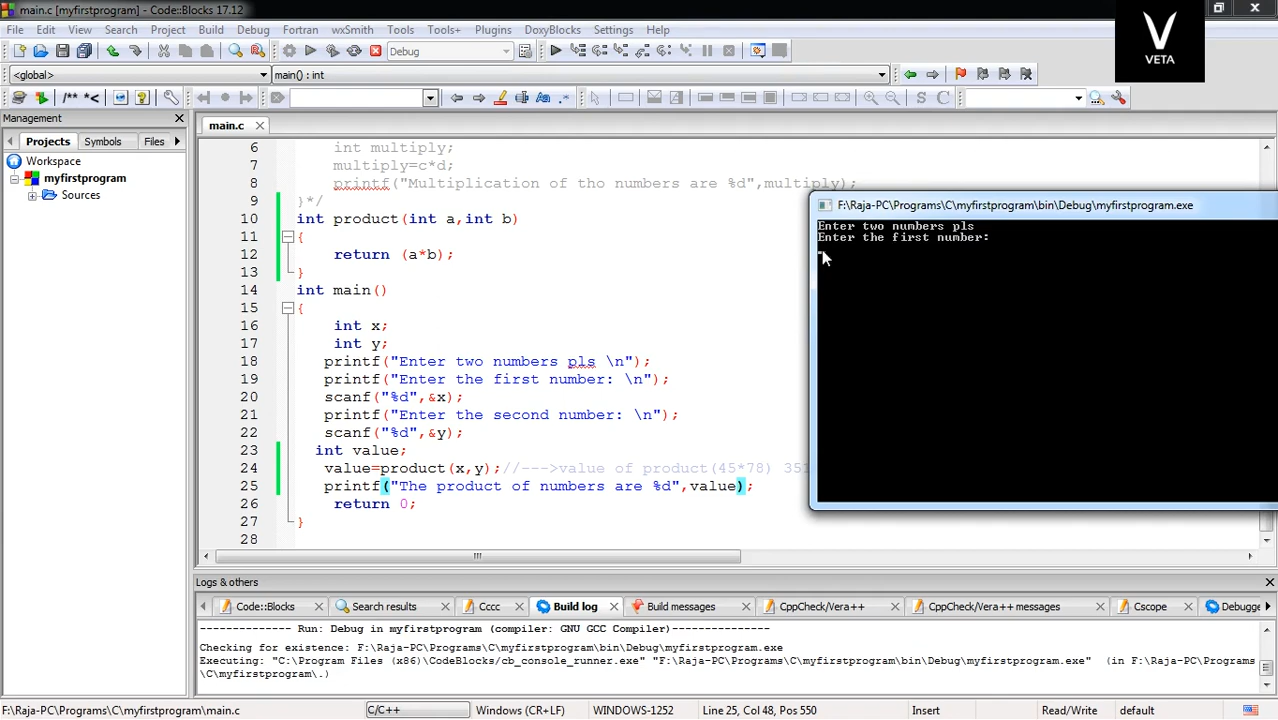 main.c [myfirstprogram] - Code::Blocks 17.12
File Edit View Search Project Build Debug Fortran wxSmith Tools Tools+ Plugins DoxyBlocks Settings Help
VETA
Debug
<global>
main() : int
/** *<
S C
Management
Projects Symbols Files
Workspace
myfirstprogram
Sources
main.c
6 int multiply;
7 multiply=c*d;
8 printf("Multiplication of tho numbers are %d",multiply);
9 }*/
10 int product(int a,int b)
11 {
12 return (a*b);
13 }
14 int main()
15 {
16 int x;
17 int y;
18 printf("Enter two numbers pls \n");
19 printf("Enter the first number: \n");
20 scanf("%d",&x);
21 printf("Enter the second number: \n");
22 scanf("%d",&y);
23 int value;
24 value=product(x,y);//--->value of product(45*78) 351
25 printf("The product of numbers are %d",value);
26 return 0;
27 }
28
F:\Raja-PC\Programs\C\myfirstprogram\bin\Debug\myfirstprogram.exe
Enter two numbers pls
Enter the first number:
Logs & others
Code::Blocks Search results Cccc Build log Build messages CppCheck/Vera++ CppCheck/Vera++ messages Cscope Debugge
-------------- Run: Debug in myfirstprogram (compiler: GNU GCC Compiler)---------------
Checking for existence: F:\Raja-PC\Programs\C\myfirstprogram\bin\Debug\myfirstprogram.exe
Executing: "C:\Program Files (x86)\CodeBlocks/cb_console_runner.exe" "F:\Raja-PC\Programs\C\myfirstprogram\bin\Debug\myfirstprogram.exe" (in F:\Raja-PC\Programs
\C\myfirstprogram\.)
F:\Raja-PC\Programs\C\myfirstprogram\main.c C/C++ Windows (CR+LF) WINDOWS-1252 Line 25, Col 48, Pos 550 Insert Read/Write default